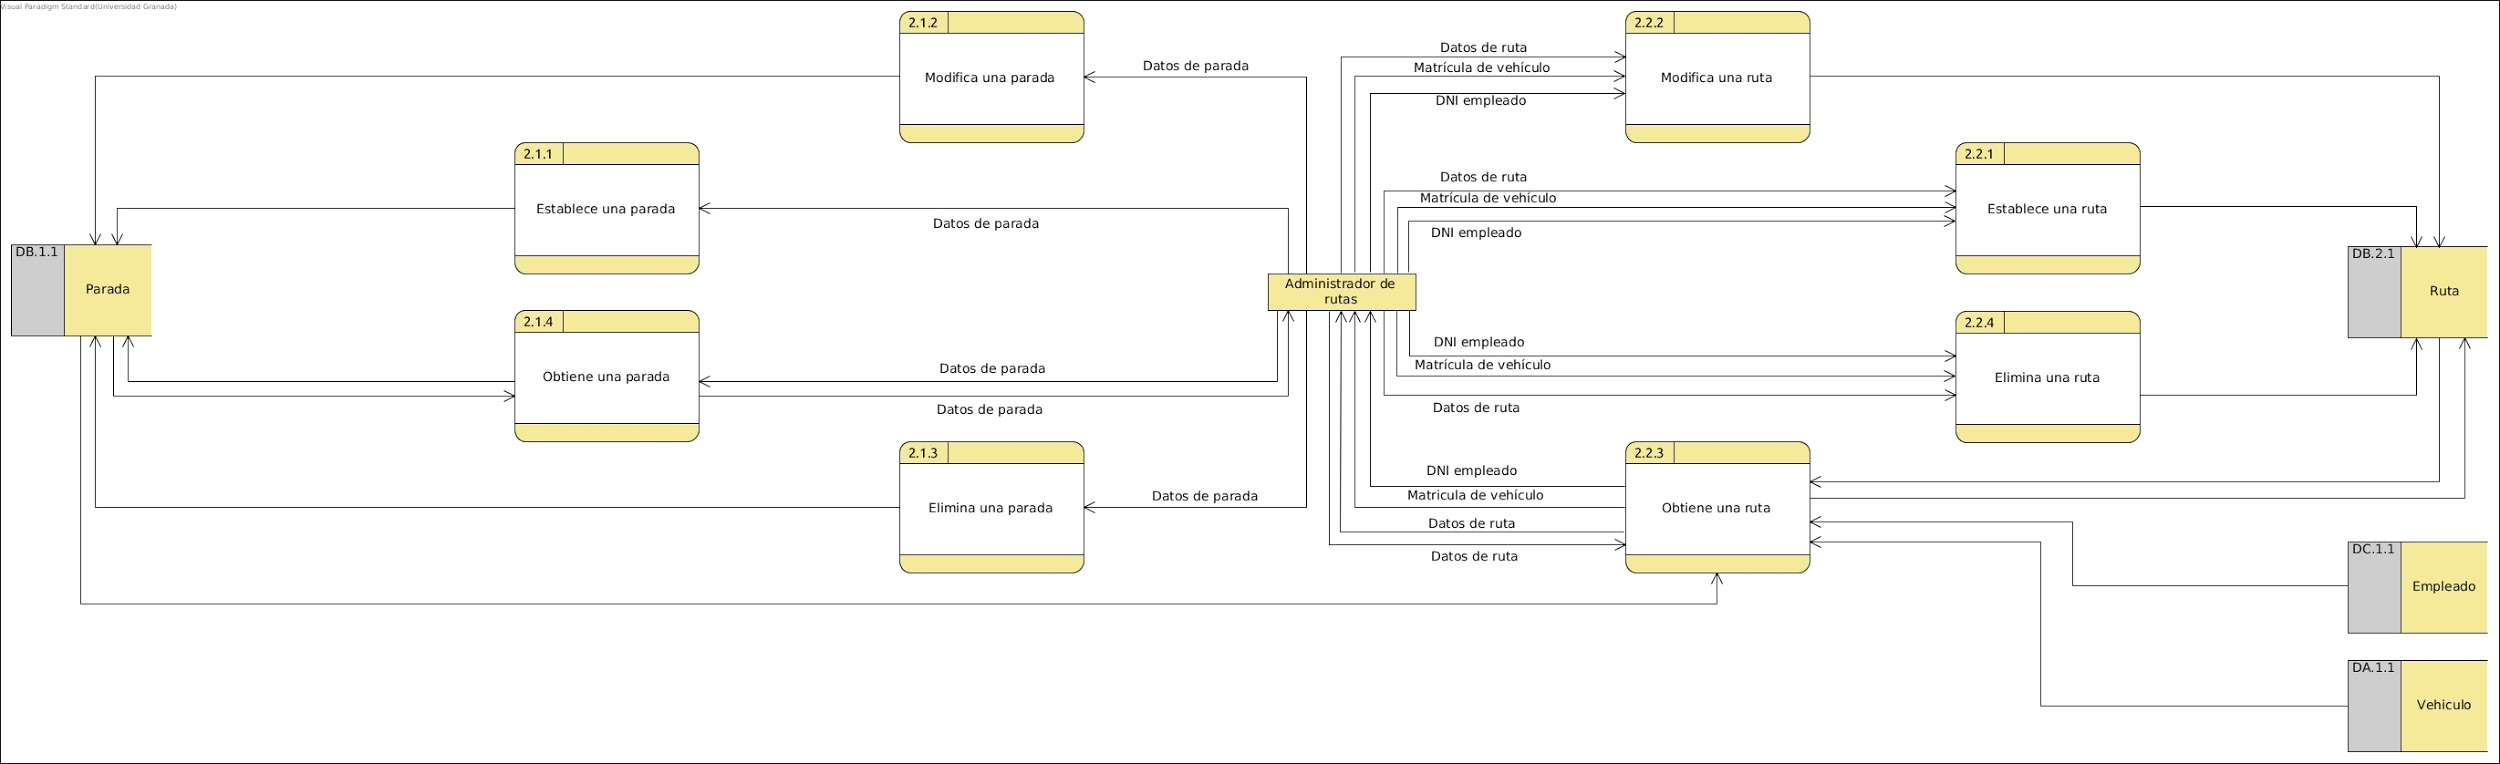 Visual Paradigm Standard(Universidad Granada)
2.1.2
Modifica una parada
2.2.2
Modifica una ruta
Datos de parada
Datos de ruta
Matrícula de vehículo
DNI empleado
2.1.1
Establece una parada
Datos de parada
Datos de ruta
Matrícula de vehículo
DNI empleado
2.2.1
Establece una ruta
DB.1.1
Parada
Administrador de
rutas
DB.2.1
Ruta
2.1.4
Obtiene una parada
Datos de parada
Datos de parada
DNI empleado
Matrícula de vehículo
Datos de ruta
2.2.4
Elimina una ruta
2.1.3
Elimina una parada
Datos de parada
DNI empleado
Matricula de vehículo
Datos de ruta
Datos de ruta
2.2.3
Obtiene una ruta
DC.1.1
Empleado
DA.1.1
Vehiculo